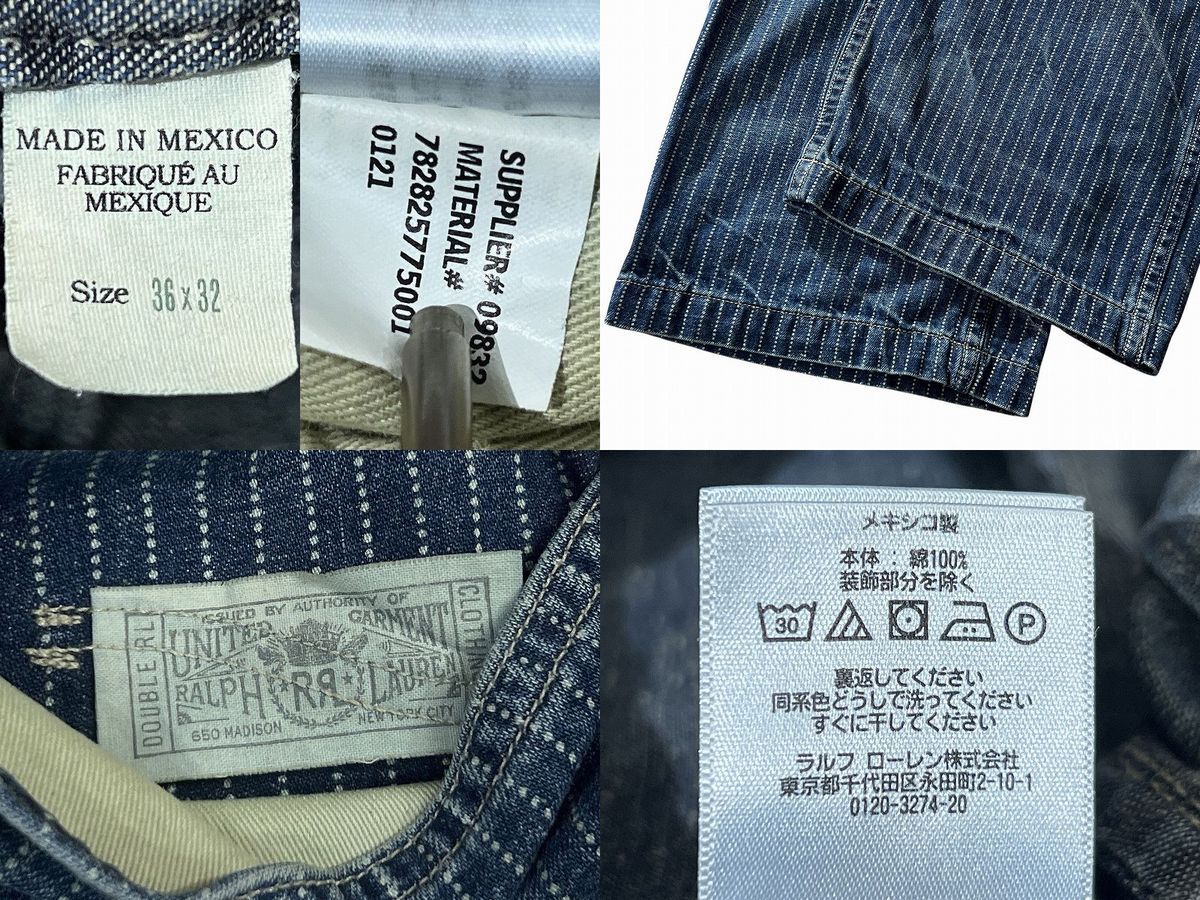 MADE IN MEXICO
FABRIQUÉ AU
MEXIQUE
Size 36 x 32
SUPPLIER# 09832
MATERIAL#
782825775001
0121
ISSUED BY AUTHORITY OF
UNITED GARMENT
RALPH RR LAUREN
650 MADISON NEW YORK CITY
DOUBLE RL
CLOTHING
メキシコ製
本体 : 綿100%
装飾部分を除く
30
P
裏返してください
同系色どうしで洗ってください
すぐに干してください
ラルフ ローレン株式会社
東京都千代田区永田町2-10-1
0120-3274-20